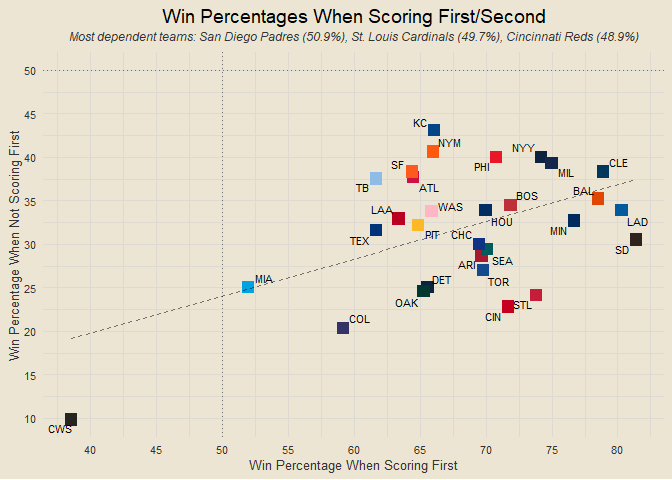 Win Percentages When Scoring First/Second
Most dependent teams: San Diego Padres (50.9%), St. Louis Cardinals (49.7%), Cincinnati Reds (48.9%)
Win Percentage When Not Scoring First
50
45
40
35
30
25
20
15
10
KC
NYM
SF
ATL
TB
PHI
NYY
MIL
CLE
BAL
LAD
LAA
WAS
BOS
HOU
MIN
SD
TEX
PIT
CHC
SEA
ARI
TOR
MIA
DET
OAK
STL
CIN
COL
CWS
40
50
55
60
65
70
75
80
Win Percentage When Scoring First